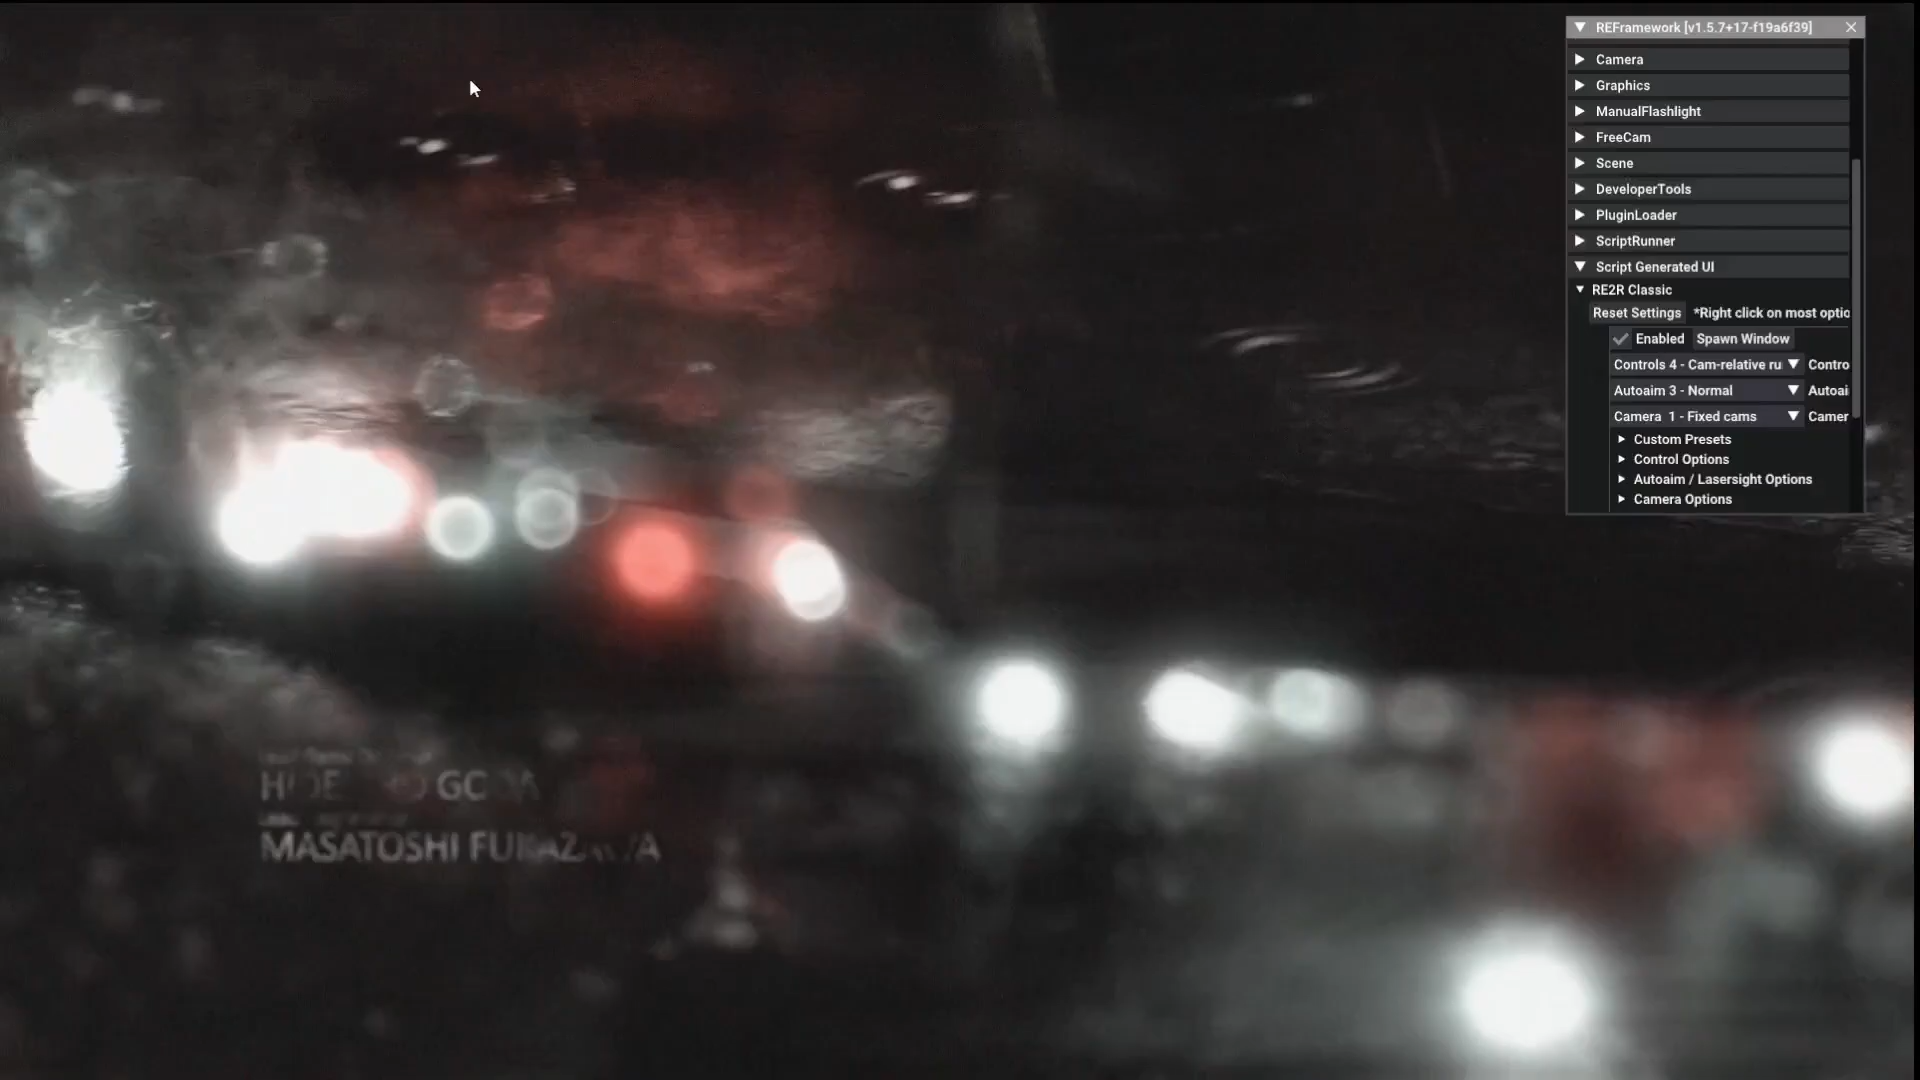 REFramework [v1.5.7+17-f19a6f39]
Camera
Graphics
ManualFlashlight
FreeCam
Scene
DeveloperTools
PluginLoader
ScriptRunner
Script Generated UI
RE2R Classic
Reset Settings *Right click on most optio
Enabled Spawn Window
Controls 4 - Cam-relative ru Contro
Autoaim 3 - Normal Autoai
Camera 1 - Fixed cams Camer
Custom Presets
Control Options
Autoaim / Lasersight Options
Camera Options
MASATOSHI